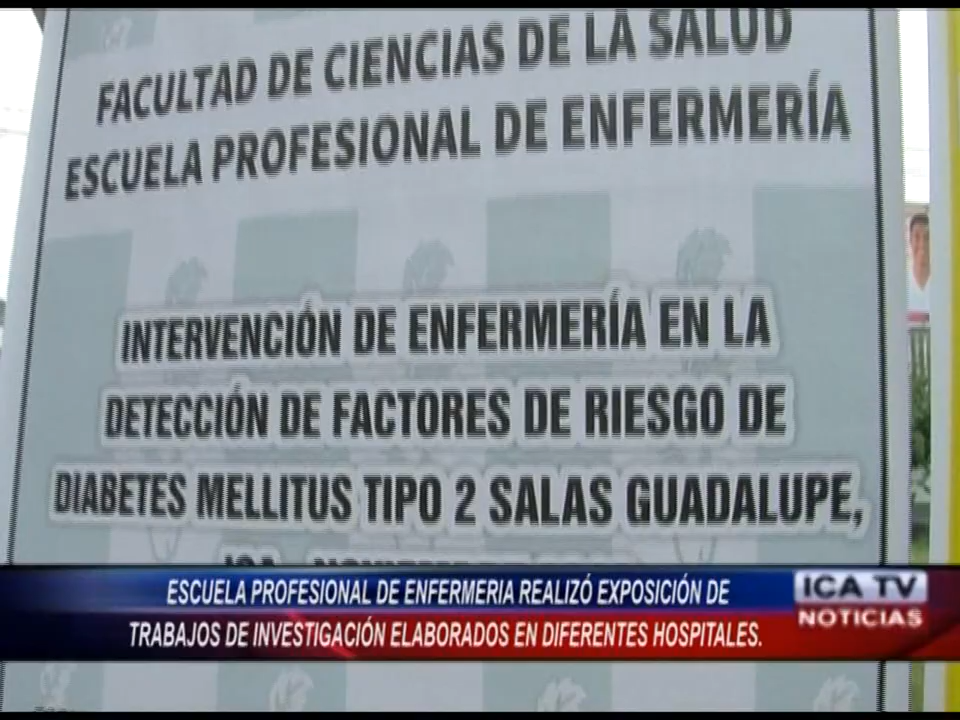 FACULTAD DE CIENCIAS DE LA SALUD
ESCUELA PROFESIONAL DE ENFERMERÍA
INTERVENCIÓN DE ENFERMERÍA EN LA
DETECCIÓN DE FACTORES DE RIESGO DE
DIABETES MELLITUS TIPO 2 SALAS GUADALUPE,
ESCUELA PROFESIONAL DE ENFERMERIA REALIZÓ EXPOSICIÓN DE
TRABAJOS DE INVESTIGACIÓN ELABORADOS EN DIFERENTES HOSPITALES.
ICA TV
NOTICIAS